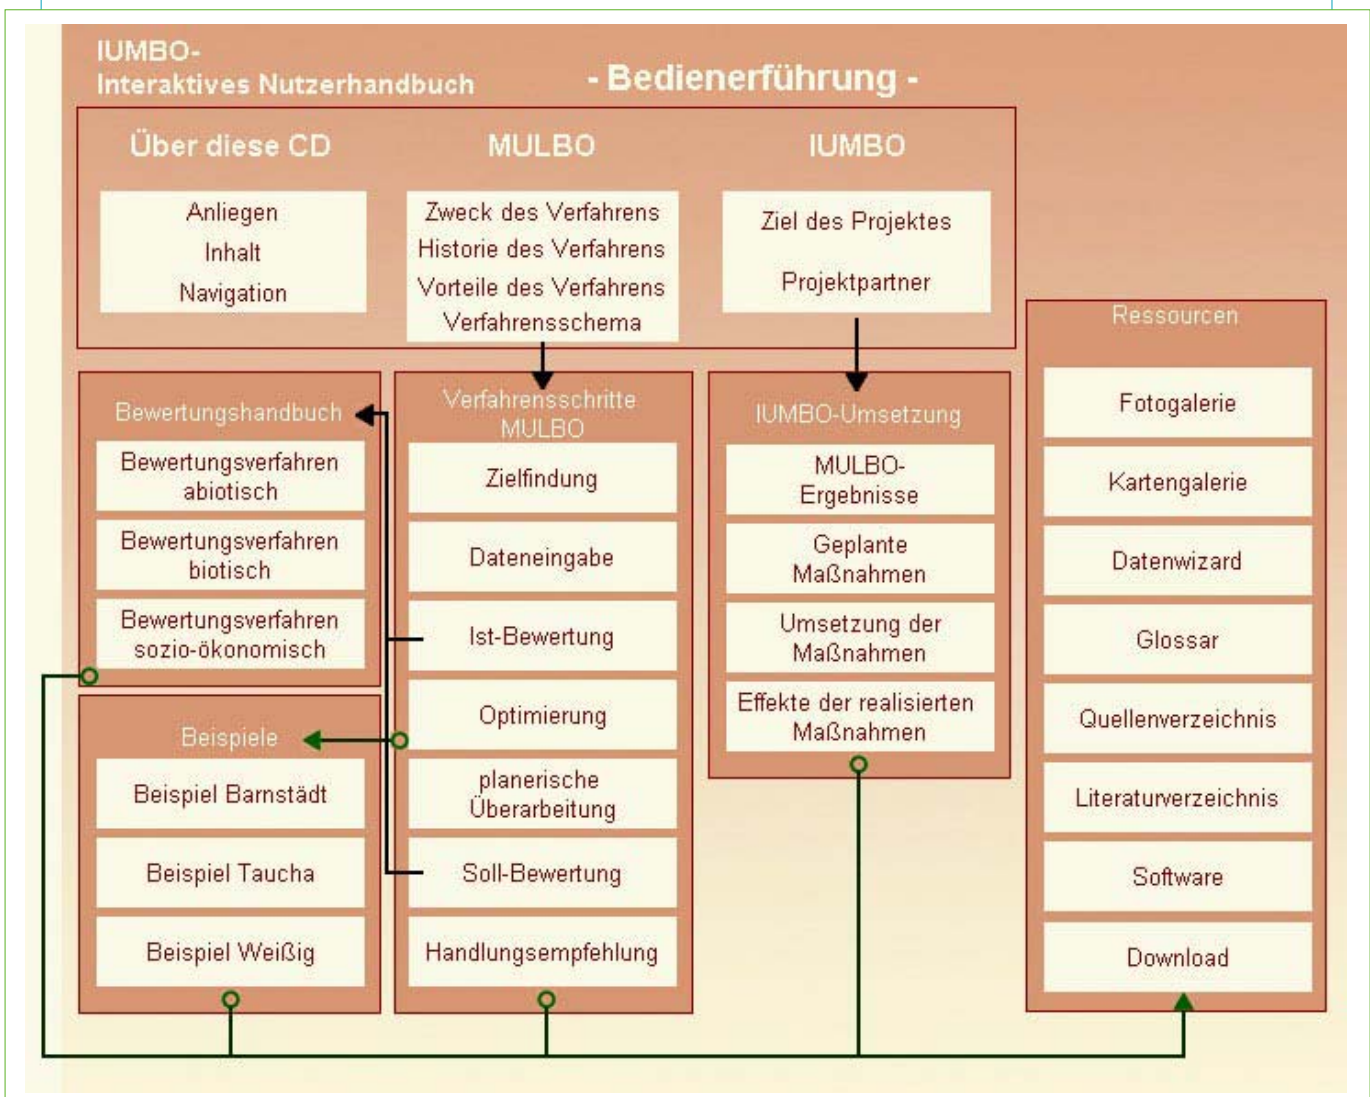 IUMBO-
Interaktives Nutzerhandbuch
- Bedienerführung -
Über diese CD
Anliegen
Inhalt
Navigation
MULBO
Zweck des Verfahrens
Historie des Verfahrens
Vorteile des Verfahrens
Verfahrensschema
IUMBO
Ziel des Projektes
Projektpartner
Bewertungshandbuch
Bewertungsverfahren
abiotisch
Bewertungsverfahren
biotisch
Bewertungsverfahren
sozio-ökonomisch
Beispiele
Beispiel Barnstädt
Beispiel Taucha
Beispiel Weißig
Verfahrensschritte
MULBO
Zielfindung
Dateneingabe
Ist-Bewertung
Optimierung
planerische
Überarbeitung
Soll-Bewertung
Handlungsempfehlung
IUMBO-Umsetzung
MULBO-
Ergebnisse
Geplante
Maßnahmen
Umsetzung der
Maßnahmen
Effekte der realisierten
Maßnahmen
Ressourcen
Fotogalerie
Kartengalerie
Datenwizard
Glossar
Quellenverzeichnis
Literaturverzeichnis
Software
Download